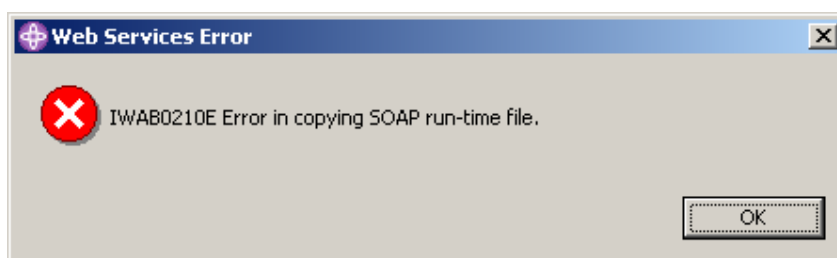 Web Services Error
IWAB0210E Error in copying SOAP run-time file.
OK